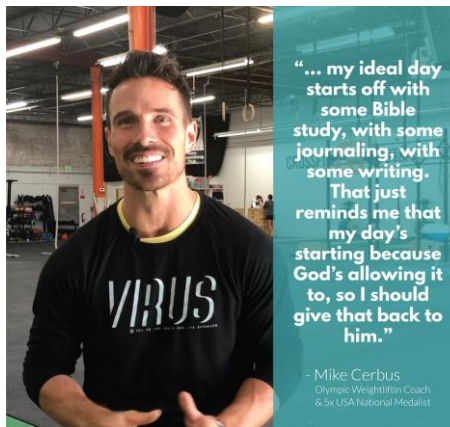 VIRUS
“... my ideal day
starts off with
some Bible
study, with some
journaling, with
some writing.
That just
reminds me that
my day’s
starting because
God’s allowing it
to, so I should
give that back to
him.”
- Mike Cerbus
Olympic Weightliftin Coach
& 5x USA National Medalist